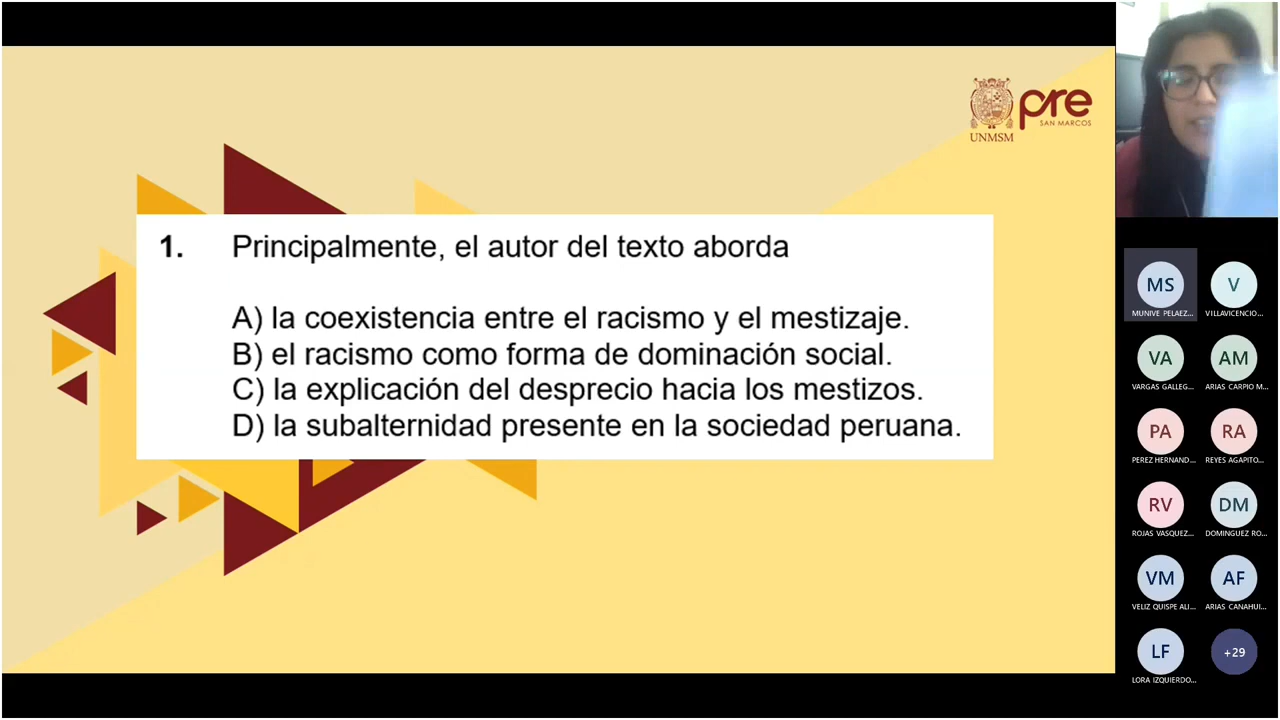 UNMSM
pre
SAN MARCOS
1. Principalmente, el autor del texto aborda
A) la coexistencia entre el racismo y el mestizaje.
B) el racismo como forma de dominación social.
C) la explicación del desprecio hacia los mestizos.
D) la subalternidad presente en la sociedad peruana.
MS V
MUNIVE PELAEZ... VILLAVICENCIO...
VA AM
VARGAS GALLEG... ARIAS CARPIO M...
PA RA
PEREZ HERNAND... REYES AGAPITO...
RV DM
ROJAS VASQUEZ... DOMINGUEZ RO...
VM AF
VELIZ QUISPE ALI... ARIAS CANAHUI...
LF +29
LORA IZQUIERDO...